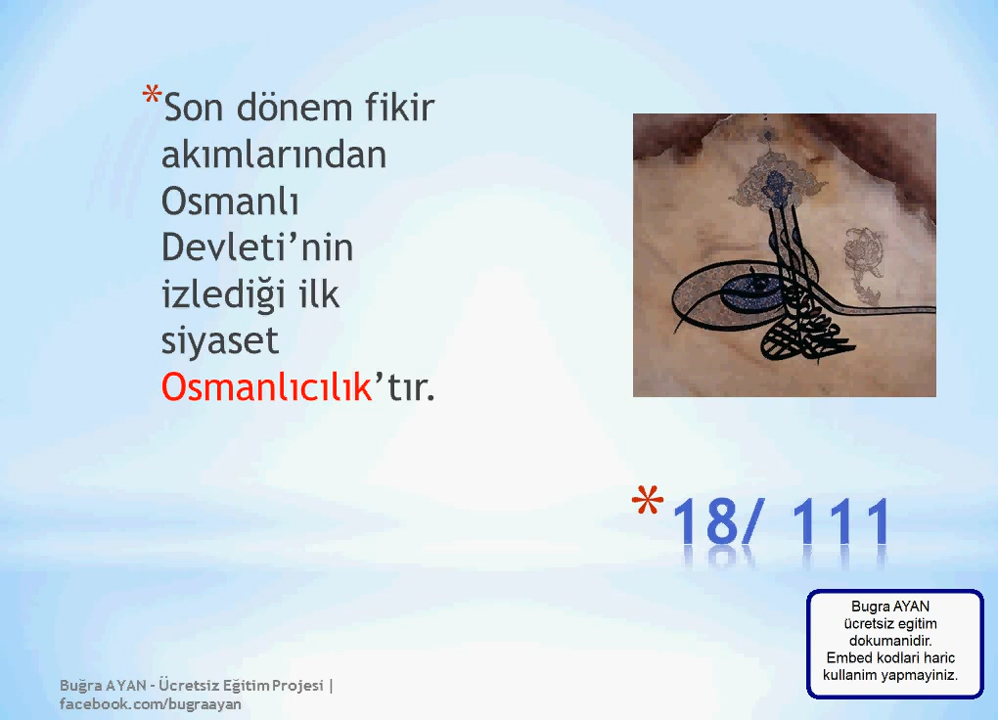 *Son dönem fikir
akımlarından
Osmanlı
Devleti’nin
izlediği ilk
siyaset
Osmanlıcılık’tır.
*18/ 111
Bugra AYAN
ücretsiz egitim
dokumanidir.
Embed kodlari haric
kullanim yapmayiniz.
Buğra AYAN - Ücretsiz Eğitim Projesi |
facebook.com/bugraayan